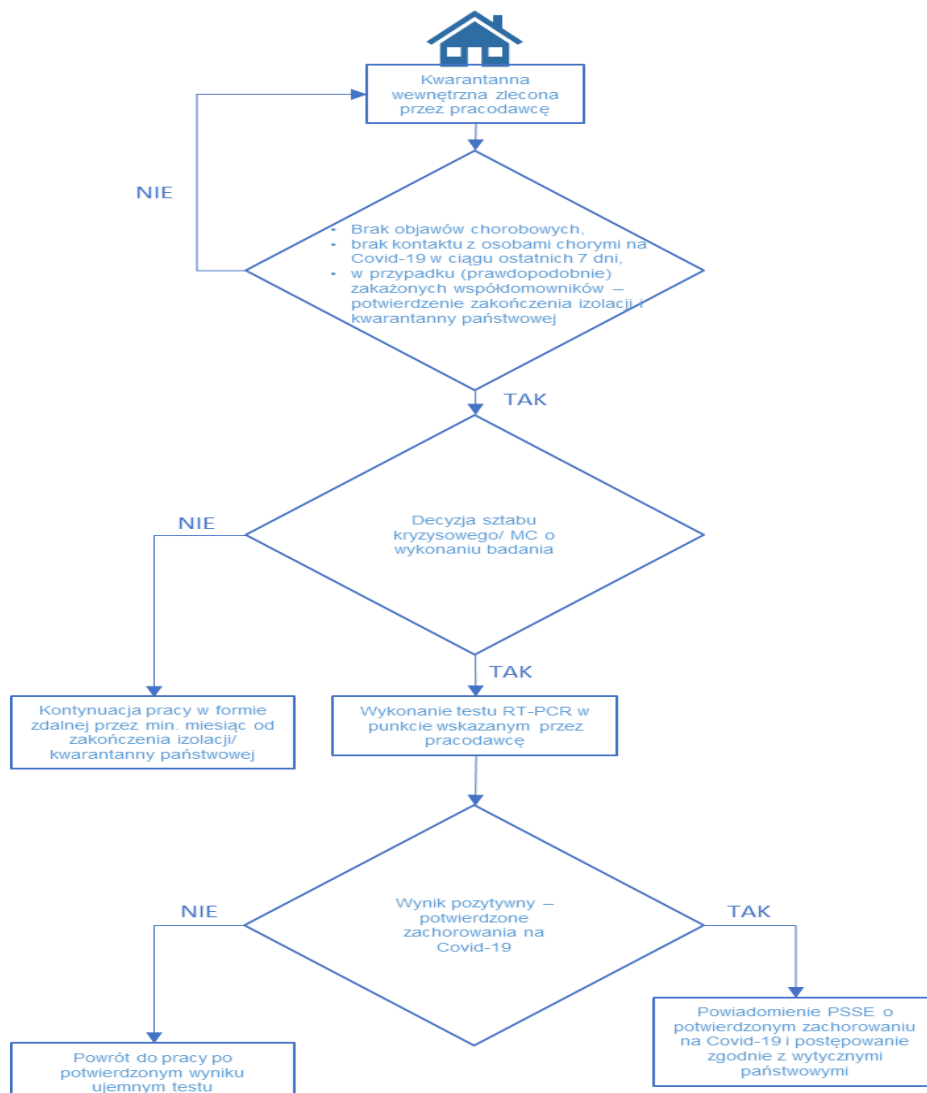 Kwarantanna
wewnętrzna zlecona
przez pracodawcę
NIE
- Brak objawów chorobowych,
- brak kontaktu z osobami chorymi na
Covid-19 w ciągu ostatnich 7 dni,
- w przypadku (prawdopodobnie)
zakażonych współdomowników –
potwierdzenie zakończenia izolacji i
kwarantanny państwowej
TAK
NIE
Decyzja sztabu
kryzysowego/ MC o
wykonaniu badania
TAK
Kontynuacja pracy w formie
zdalnej przez min. miesiąc od
zakończenia izolacji/
kwarantanny państwowej
Wykonanie testu RT-PCR w
punkcie wskazanym przez
pracodawcę
NIE
Wynik pozytywny –
potwierdzone
zachorowania na
Covid-19
TAK
Powrót do pracy po
potwierdzonym wyniku
ujemnym testu
Powiadomienie PSSE o
potwierdzonym zachorowaniu
na Covid-19 i postępowanie
zgodnie z wytycznymi
państwowymi